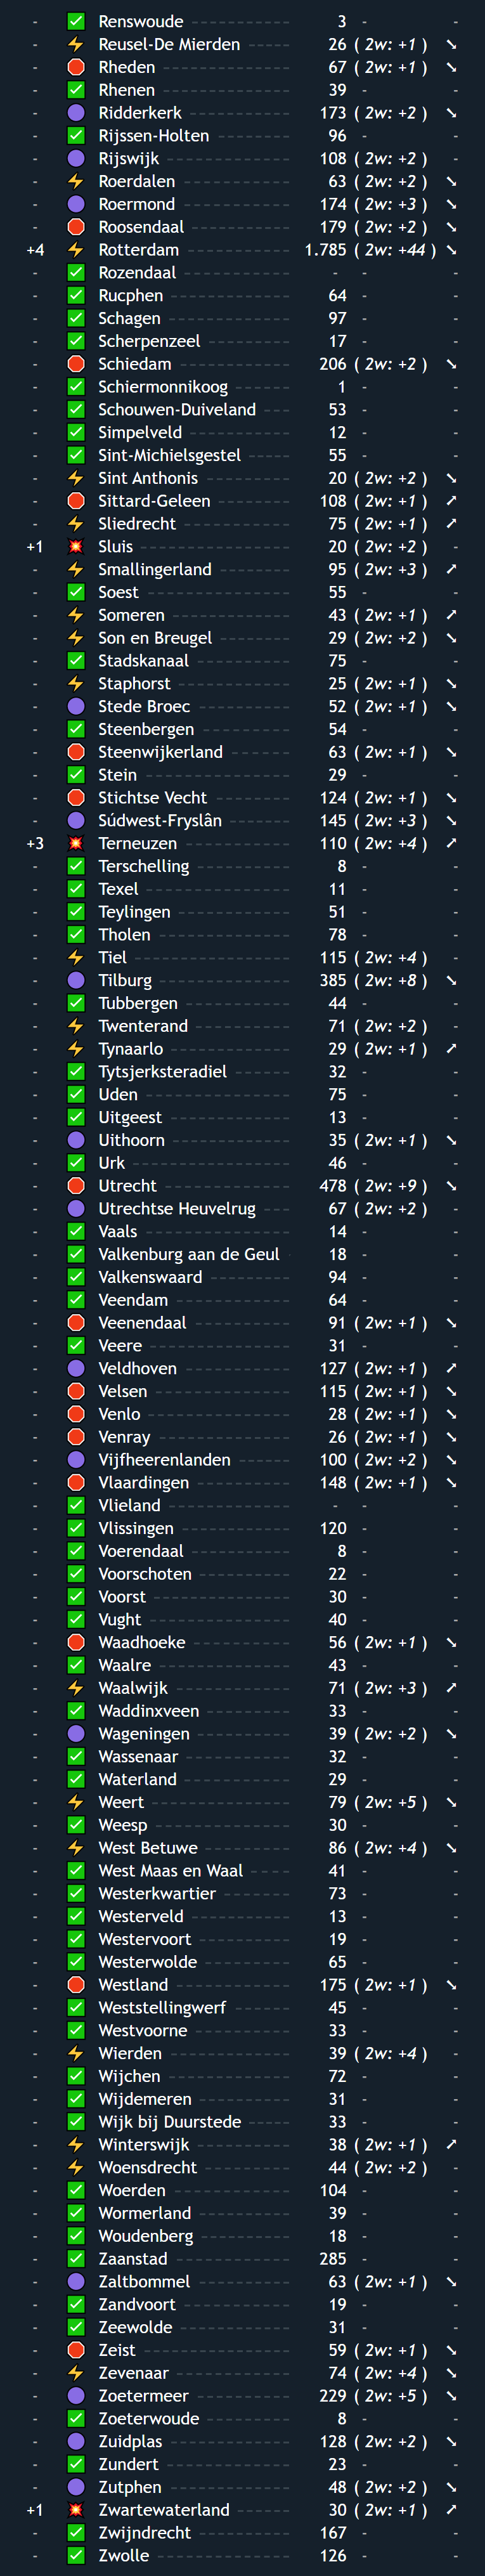 - ✅ Renswoude ------ 3 - -
- ⚡ Reusel-De Mierden ------ 26 ( 2w: +1 ) ➘
- 🛑 Rheden ------ 67 ( 2w: +1 ) ➘
- ✅ Rhenen ------ 39 - -
- 🟣 Ridderkerk ------ 173 ( 2w: +2 ) ➘
- ✅ Rijssen-Holten ------ 96 - -
- 🟣 Rijswijk ------ 108 ( 2w: +2 ) -
- ⚡ Roerdalen ------ 63 ( 2w: +2 ) ➘
- 🟣 Roermond ------ 174 ( 2w: +3 ) ➘
- 🛑 Roosendaal ------ 179 ( 2w: +2 ) ➘
+4 ⚡ Rotterdam ------ 1.785 ( 2w: +44 ) ➘
- ✅ Rozendaal ------ - - -
- ✅ Rucphen ------ 64 - -
- ✅ Schagen ------ 97 - -
- ✅ Scherpenzeel ------ 17 - -
- 🛑 Schiedam ------ 206 ( 2w: +2 ) ➘
- ✅ Schiermonnikoog ------ 1 - -
- ✅ Schouwen-Duiveland ---- 53 - -
- ✅ Simpelveld ------ 12 - -
- ✅ Sint-Michielsgestel ------ 55 - -
- ⚡ Sint Anthonis ------ 20 ( 2w: +2 ) ➘
- 🛑 Sittard-Geleen ------ 108 ( 2w: +1 ) ➚
- ⚡ Sliedrecht ------ 75 ( 2w: +1 ) ➚
+1 💥 Sluis ------ 20 ( 2w: +2 ) -
- ⚡ Smallingerland ------ 95 ( 2w: +3 ) ➚
- ✅ Soest ------ 55 - -
- ⚡ Someren ------ 43 ( 2w: +1 ) ➚
- ⚡ Son en Breugel ------ 29 ( 2w: +2 ) ➘
- ✅ Stadskanaal ------ 75 - -
- ⚡ Staphorst ------ 25 ( 2w: +1 ) ➘
- 🟣 Stede Broec ------ 52 ( 2w: +1 ) ➘
- ✅ Steenbergen ------ 54 - -
- 🛑 Steenwijkerland ------ 63 ( 2w: +1 ) ➘
- ✅ Stein ------ 29 - -
- 🛑 Stichtse Vecht ------ 124 ( 2w: +1 ) ➘
- 🟣 Súdwest-Fryslân ------ 145 ( 2w: +3 ) ➘
+3 💥 Terneuzen ------ 110 ( 2w: +4 ) ➚
- ✅ Terschelling ------ 8 - -
- ✅ Texel ------ 11 - -
- ✅ Teylingen ------ 51 - -
- ✅ Tholen ------ 78 - -
- ⚡ Tiel ------ 115 ( 2w: +4 ) -
- 🟣 Tilburg ------ 385 ( 2w: +8 ) ➘
- ✅ Tubbergen ------ 44 - -
- ⚡ Twenterand ------ 71 ( 2w: +2 ) -
- ⚡ Tynaarlo ------ 29 ( 2w: +1 ) ➚
- ✅ Tytsjerksteradiel ------ 32 - -
- ✅ Uden ------ 75 - -
- ✅ Uitgeest ------ 13 - -
- 🟣 Uithoorn ------ 35 ( 2w: +1 ) ➘
- ✅ Urk ------ 46 - -
- 🛑 Utrecht ------ 478 ( 2w: +9 ) ➘
- 🟣 Utrechtse Heuvelrug ---- 67 ( 2w: +2 ) -
- ✅ Vaals ------ 14 - -
- ✅ Valkenburg aan de Geul - 18 - -
- ✅ Valkenswaard ------ 94 - -
- ✅ Veendam ------ 64 - -
- 🛑 Veenendaal ------ 91 ( 2w: +1 ) ➘
- ✅ Veere ------ 31 - -
- 🟣 Veldhoven ------ 127 ( 2w: +1 ) ➚
- 🛑 Velsen ------ 115 ( 2w: +1 ) ➘
- 🛑 Venlo ------ 28 ( 2w: +1 ) ➘
- 🛑 Venray ------ 26 ( 2w: +1 ) ➘
- 🟣 Vijfheerenlanden ------ 100 ( 2w: +2 ) ➘
- 🛑 Vlaardingen ------ 148 ( 2w: +1 ) ➘
- ✅ Vlieland ------ - - -
- ✅ Vlissingen ------ 120 - -
- ✅ Voerendaal ------ 8 - -
- ✅ Voorschoten ------ 22 - -
- ✅ Voorst ------ 30 - -
- ✅ Vught ------ 40 - -
- 🛑 Waadhoeke ------ 56 ( 2w: +1 ) ➘
- ✅ Waalre ------ 43 - -
- ⚡ Waalwijk ------ 71 ( 2w: +3 ) ➚
- ✅ Waddinxveen ------ 33 - -
- 🟣 Wageningen ------ 39 ( 2w: +2 ) ➘
- ✅ Wassenaar ------ 32 - -
- ✅ Waterland ------ 29 - -
- ⚡ Weert ------ 79 ( 2w: +5 ) ➘
- ✅ Weesp ------ 30 - -
- ⚡ West Betuwe ------ 86 ( 2w: +4 ) ➘
- ✅ West Maas en Waal ------ 41 - -
- ✅ Westerkwartier ------ 73 - -
- ✅ Westerveld ------ 13 - -
- ✅ Westervoort ------ 19 - -
- ✅ Westerwolde ------ 65 - -
- 🛑 Westland ------ 175 ( 2w: +1 ) ➘
- ✅ Weststellingwerf ------ 45 - -
- ✅ Westvoorne ------ 33 - -
- ⚡ Wierden ------ 39 ( 2w: +4 ) -
- ✅ Wijchen ------ 72 - -
- ✅ Wijdemeren ------ 31 - -
- ✅ Wijk bij Duurstede ------ 33 - -
- ⚡ Winterswijk ------ 38 ( 2w: +1 ) ➚
- ⚡ Woensdrecht ------ 44 ( 2w: +2 ) -
- ✅ Woerden ------ 104 - -
- ✅ Wormerland ------ 39 - -
- ✅ Woudenberg ------ 18 - -
- ✅ Zaanstad ------ 285 - -
- 🟣 Zaltbommel ------ 63 ( 2w: +1 ) ➘
- ✅ Zandvoort ------ 19 - -
- ✅ Zeewolde ------ 31 - -
- 🛑 Zeist ------ 59 ( 2w: +1 ) ➘
- ⚡ Zevenaar ------ 74 ( 2w: +4 ) ➘
- 🟣 Zoetermeer ------ 229 ( 2w: +5 ) ➘
- ✅ Zoeterwoude ------ 8 - -
- 🟣 Zuidplas ------ 128 ( 2w: +2 ) ➘
- ✅ Zundert ------ 23 - -
- 🟣 Zutphen ------ 48 ( 2w: +2 ) ➘
+1 💥 Zwartewaterland ------ 30 ( 2w: +1 ) ➚
- ✅ Zwijndrecht ------ 167 - -
- ✅ Zwolle ------ 126 - -